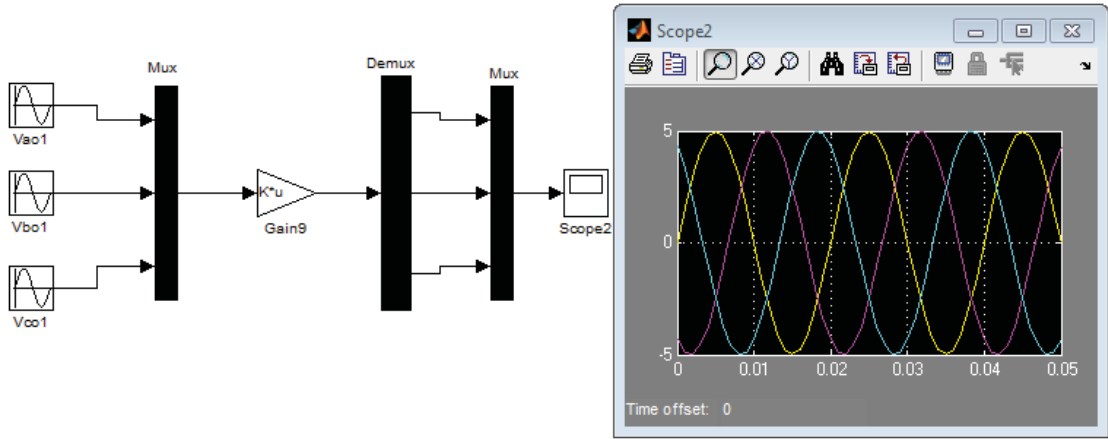 Mux
Demux
Mux
Vao1
Vbo1
Vco1
K*u
Gain9
Scope2
Scope2
5
0
-5
0
0.01
0.02
0.03
0.04
0.05
Time offset: 0